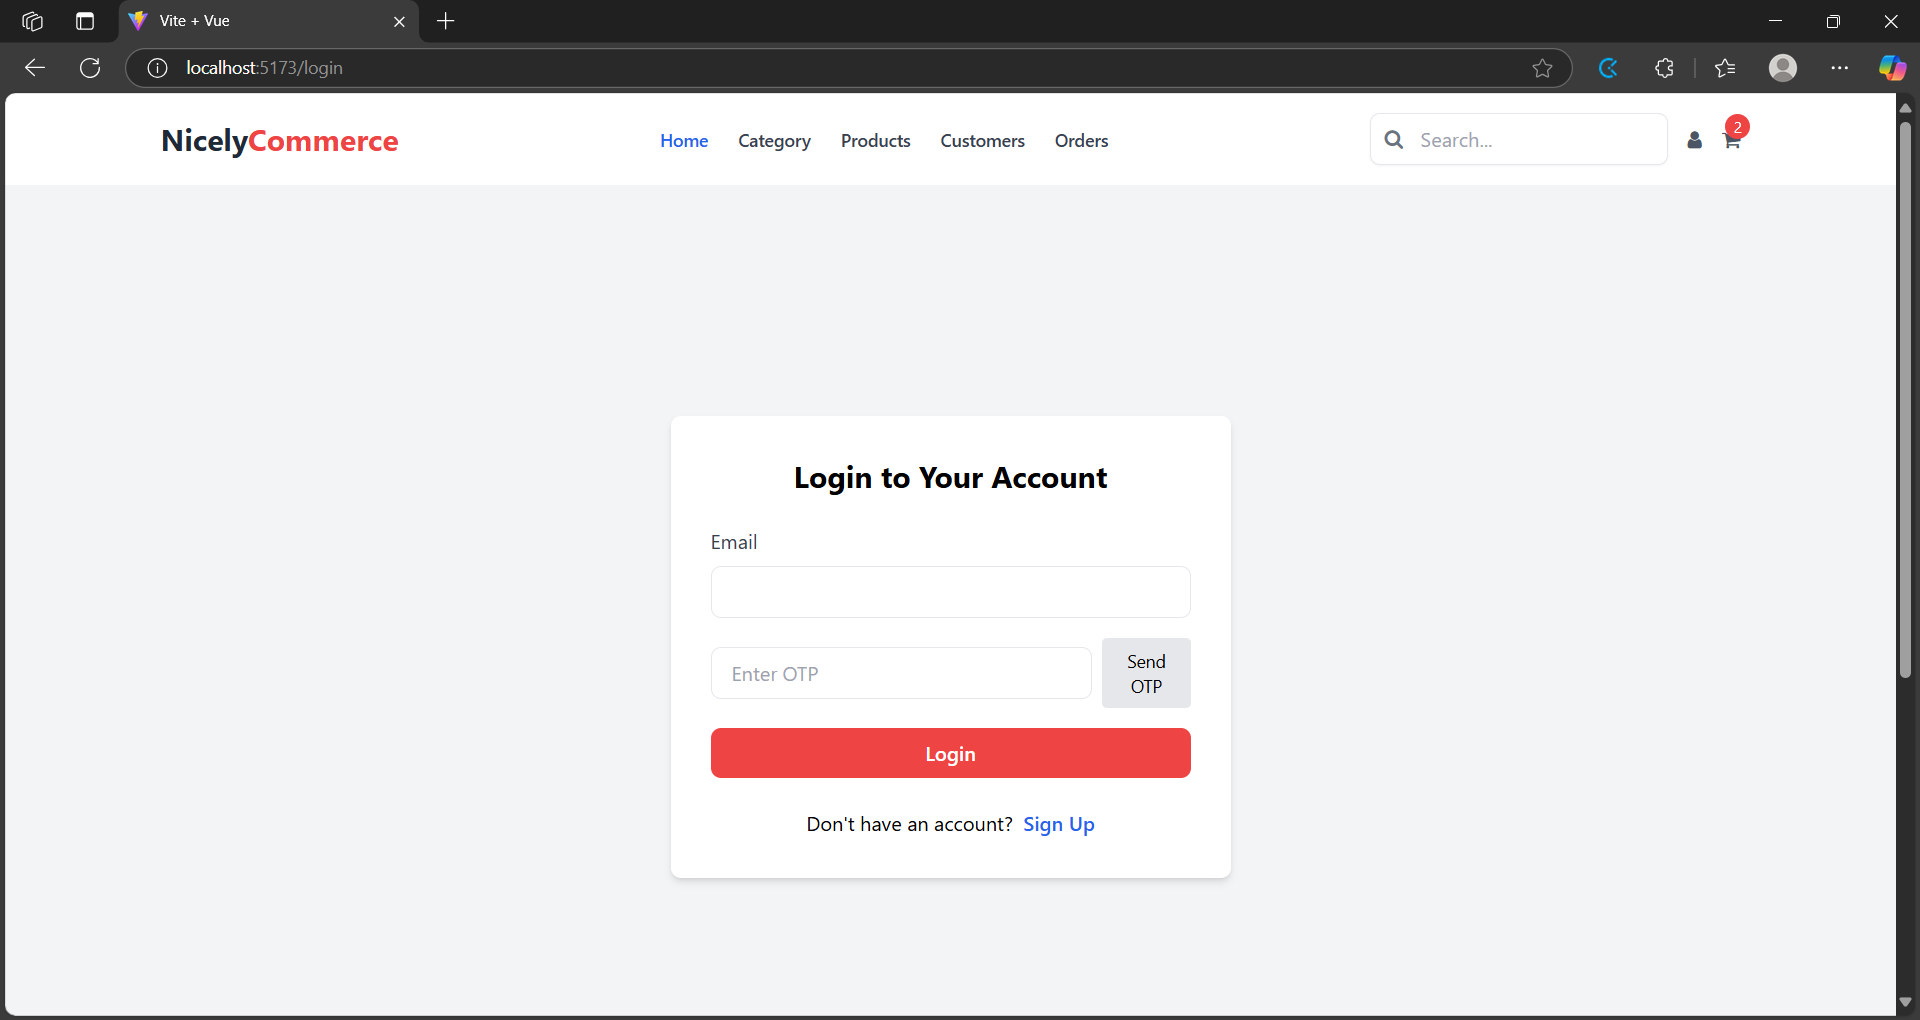 Vite + Vue
localhost:5173/login
NicelyCommerce
Home Category Products Customers Orders
Search...
2
Login to Your Account
Email
Enter OTP
Send
OTP
Login
Don't have an account? Sign Up